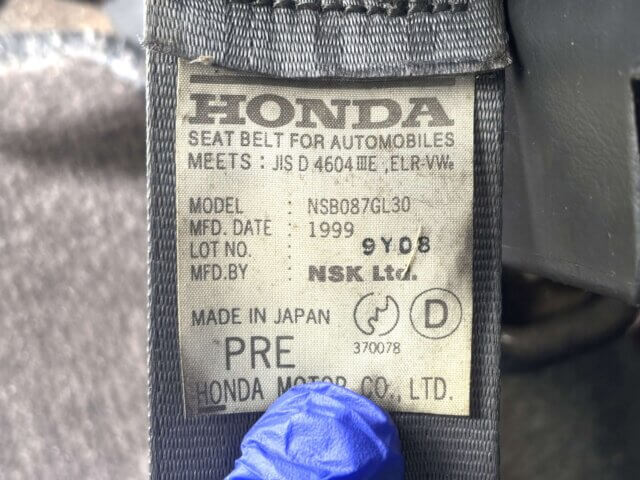 HONDA
SEAT BELT FOR AUTOMOBILES
MEETS : JIS D 4604 ⅢE , ELR-VWe
MODEL : NSB087GL30
MFD. DATE : 1999
LOT NO. 9Y08
MFD.BY : NSK Ltd.
MADE IN JAPAN D
370078
PRE
HONDA MOTOR CO., LTD.